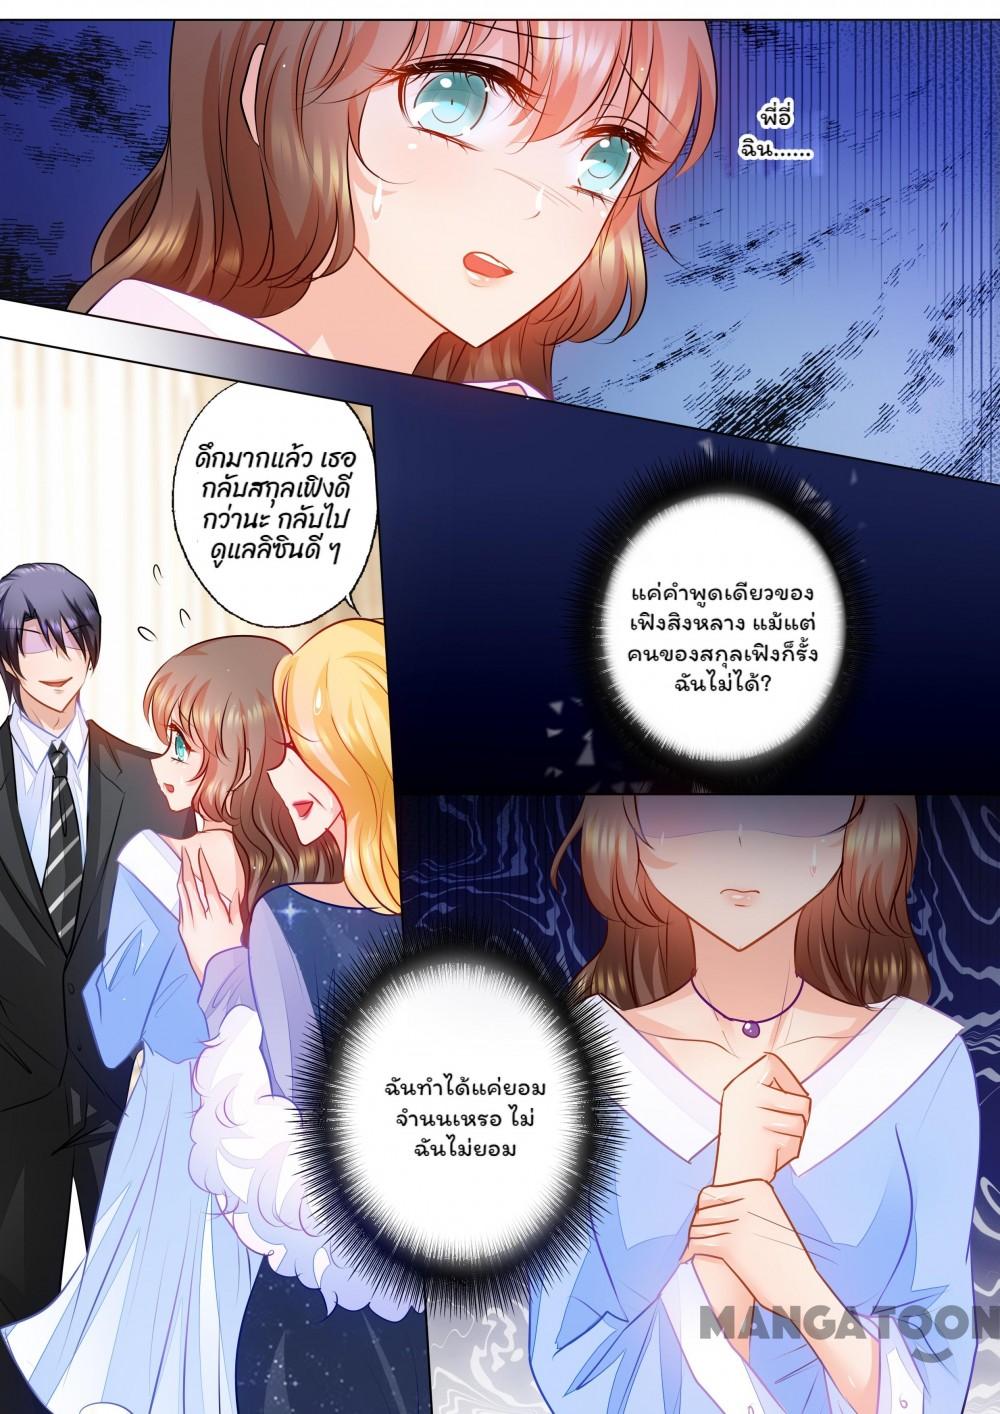 พี่อี่
ฉิน......
ดึกมากแล้ว เธอ
กลับสกุลเฟิงดี
กว่านะ กลับไป
ดูแลลิซินดี ๆ
แค่คำพูดเดียวของ
เฟิงสิงหลาง แม้แต่
คนของสกุลเฟิงก็รั้ง
ฉันไม่ได้?
ฉันทำได้แค่ยอม
จำนนเหรอ ไม่
ฉันไม่ยอม
MANGATOON